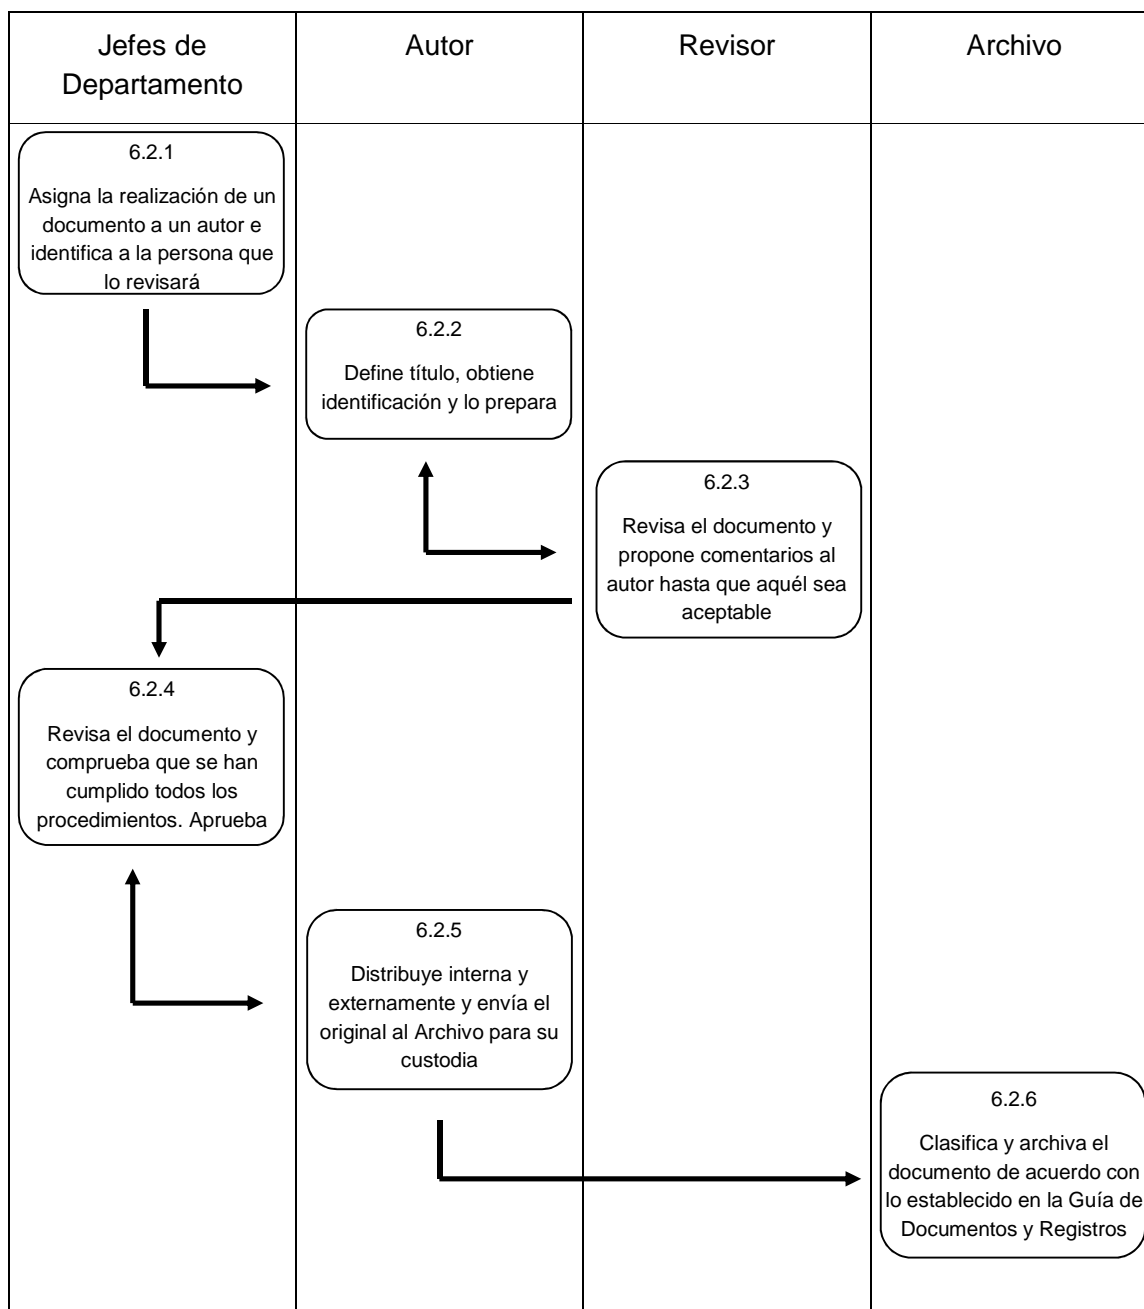 Jefes de
Departamento
Autor
Revisor
Archivo
6.2.1
Asigna la realización de un
documento a un autor e
identifica a la persona que
lo revisará
6.2.2
Define título, obtiene
identificación y lo prepara
6.2.3
Revisa el documento y
propone comentarios al
autor hasta que aquél sea
aceptable
6.2.4
Revisa el documento y
comprueba que se han
cumplido todos los
procedimientos. Aprueba
6.2.5
Distribuye interna y
externamente y envía el
original al Archivo para su
custodia
6.2.6
Clasifica y archiva el
documento de acuerdo con
lo establecido en la Guía de
Documentos y Registros